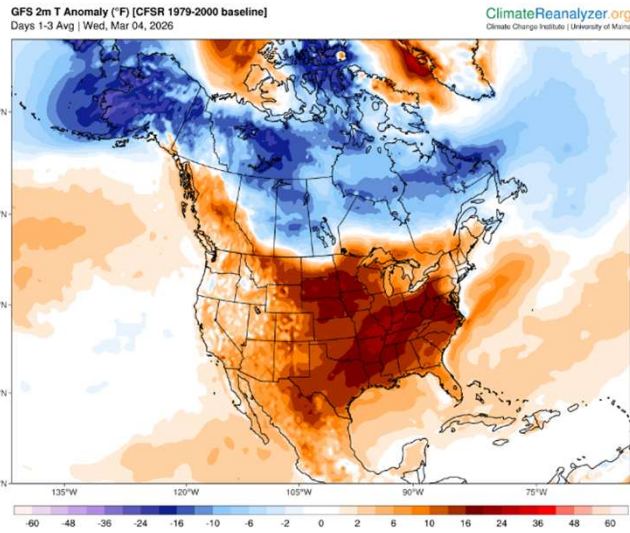 GFS 2m T Anomaly (°F) [CFSR 1979-2000 baseline]
ClimateReanalyzer.org
Days 1-3 Avg | Wed, Mar 04, 2026
Climate Change Institute | University of Maine
135°W 120°W 105°W 90°W 75°W
-60 -48 -36 -24 -16 -10 -6 -2 0 2 6 10 16 24 36 48 60